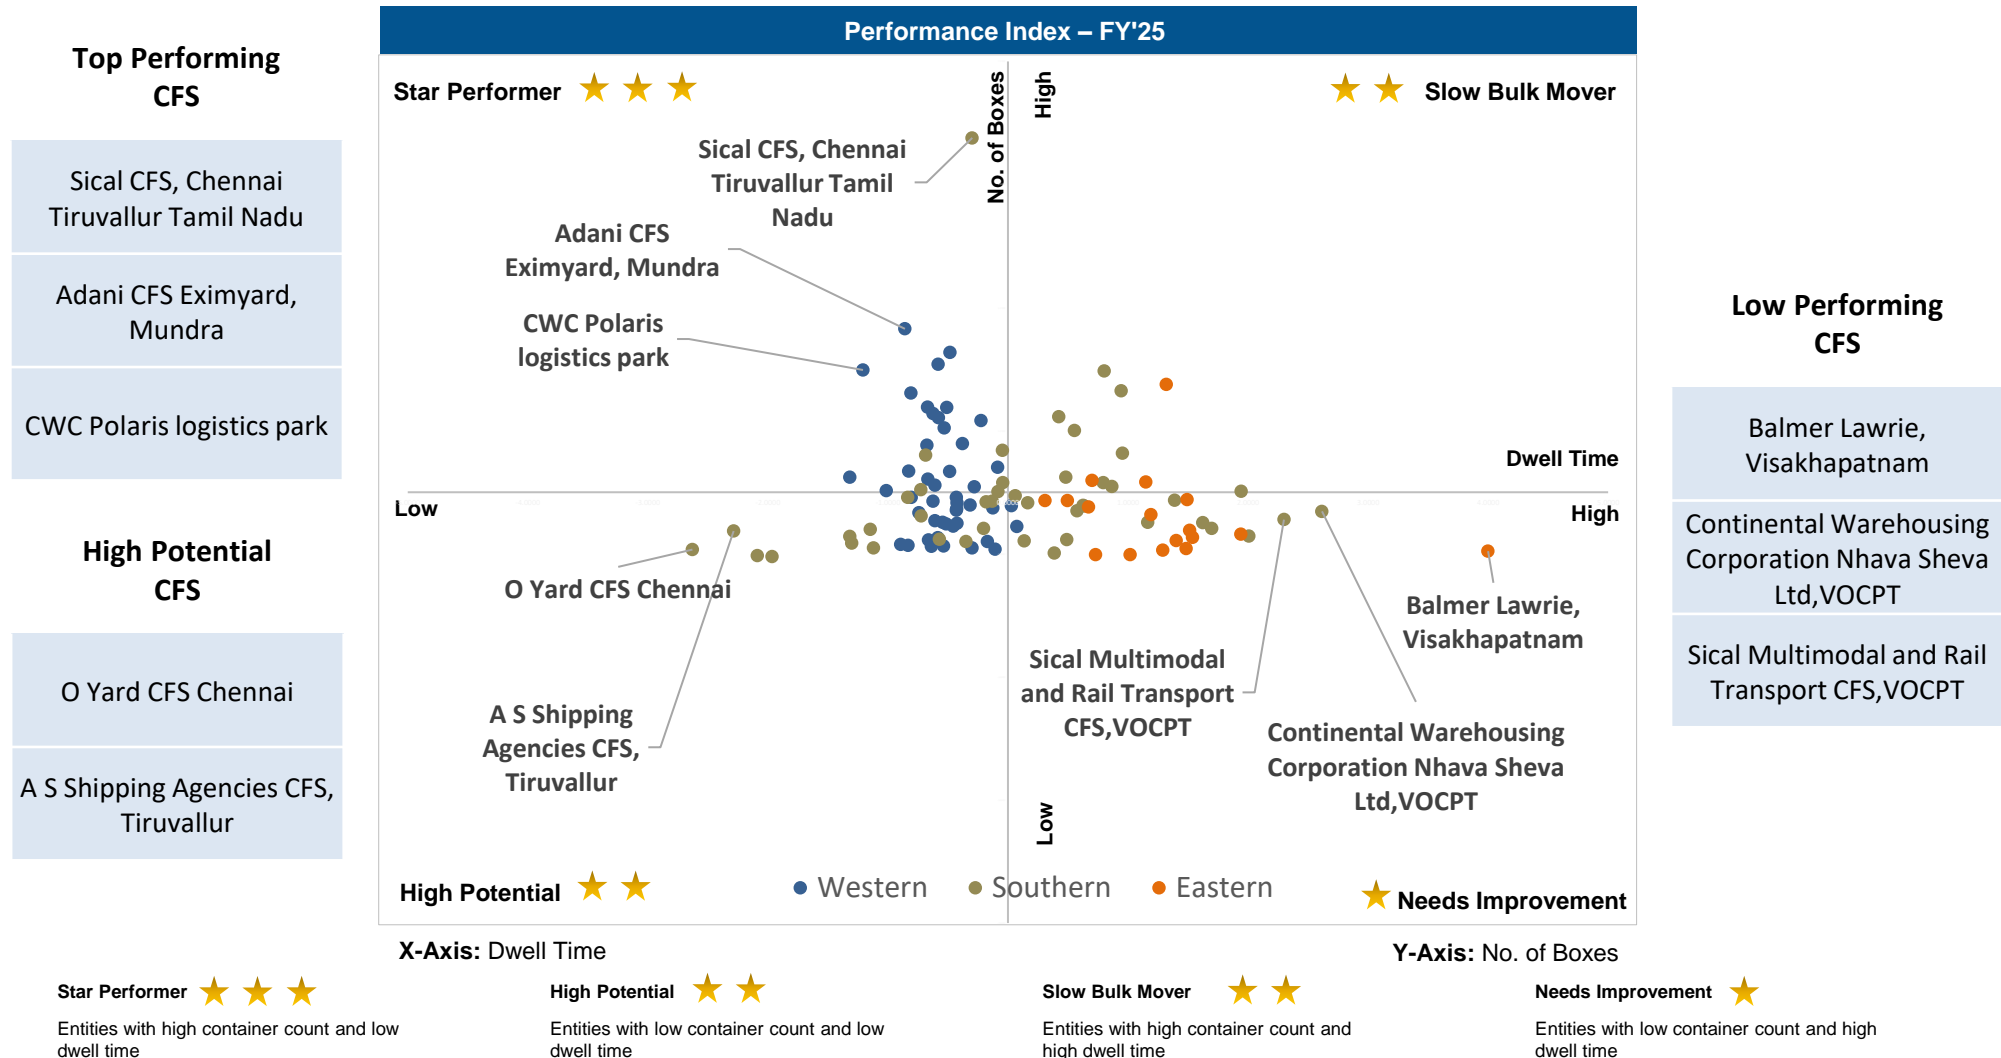 Performance Index – FY'25
Top Performing
CFS
Sical CFS, Chennai
Tiruvallur Tamil Nadu
Adani CFS Eximyard,
Mundra
CWC Polaris logistics park
High Potential
CFS
O Yard CFS Chennai
A S Shipping Agencies CFS,
Tiruvallur
Star Performer
Slow Bulk Mover
No. of Boxes
High
Sical CFS, Chennai
Tiruvallur Tamil
Nadu
Adani CFS
Eximyard, Mundra
CWC Polaris
logistics park
Dwell Time
Low
High
O Yard CFS Chennai
A S Shipping
Agencies CFS,
Tiruvallur
Sical Multimodal
and Rail Transport
CFS,VOCPT
Continental Warehousing
Corporation Nhava Sheva
Ltd,VOCPT
Balmer Lawrie,
Visakhapatnam
Low
High Potential
Western
Southern
Eastern
Needs Improvement
Low Performing
CFS
Balmer Lawrie,
Visakhapatnam
Continental Warehousing
Corporation Nhava Sheva
Ltd,VOCPT
Sical Multimodal and Rail
Transport CFS,VOCPT
X-Axis: Dwell Time
Y-Axis: No. of Boxes
Star Performer
Entities with high container count and low
dwell time
High Potential
Entities with low container count and low
dwell time
Slow Bulk Mover
Entities with high container count and
high dwell time
Needs Improvement
Entities with low container count and high
dwell time